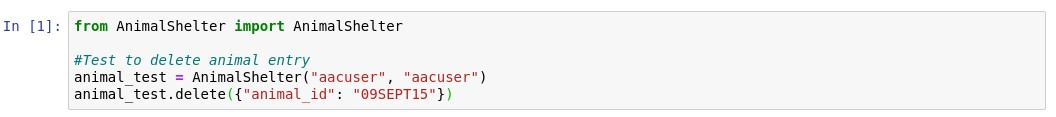 In [1]: from AnimalShelter import AnimalShelter
#Test to delete animal entry
animal_test = AnimalShelter("aacuser", "aacuser")
animal_test.delete({"animal_id": "09SEPT15"})